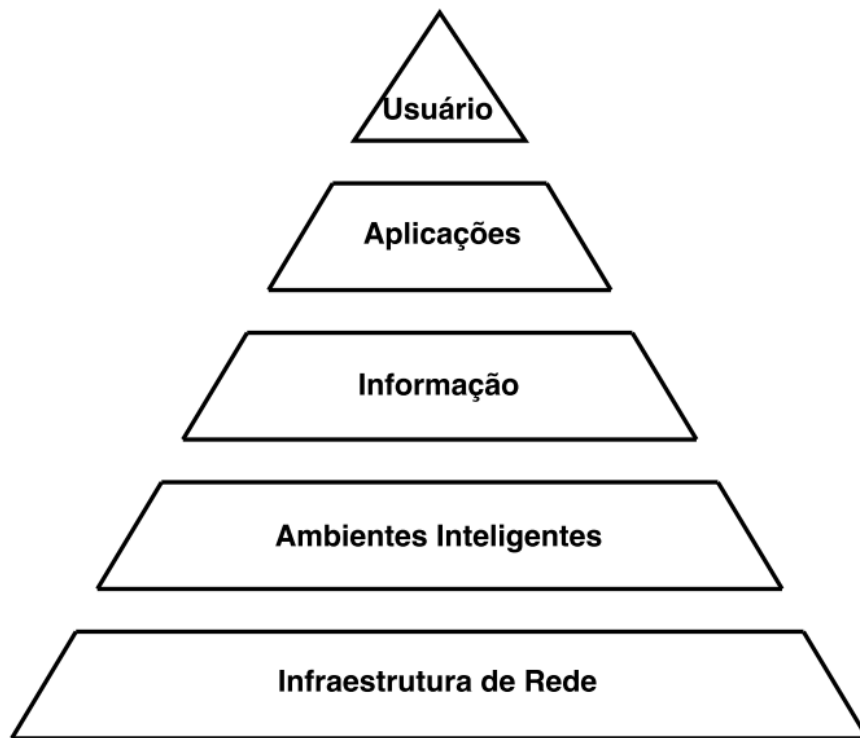 Usuário
Aplicações
Informação
Ambientes Inteligentes
Infraestrutura de Rede